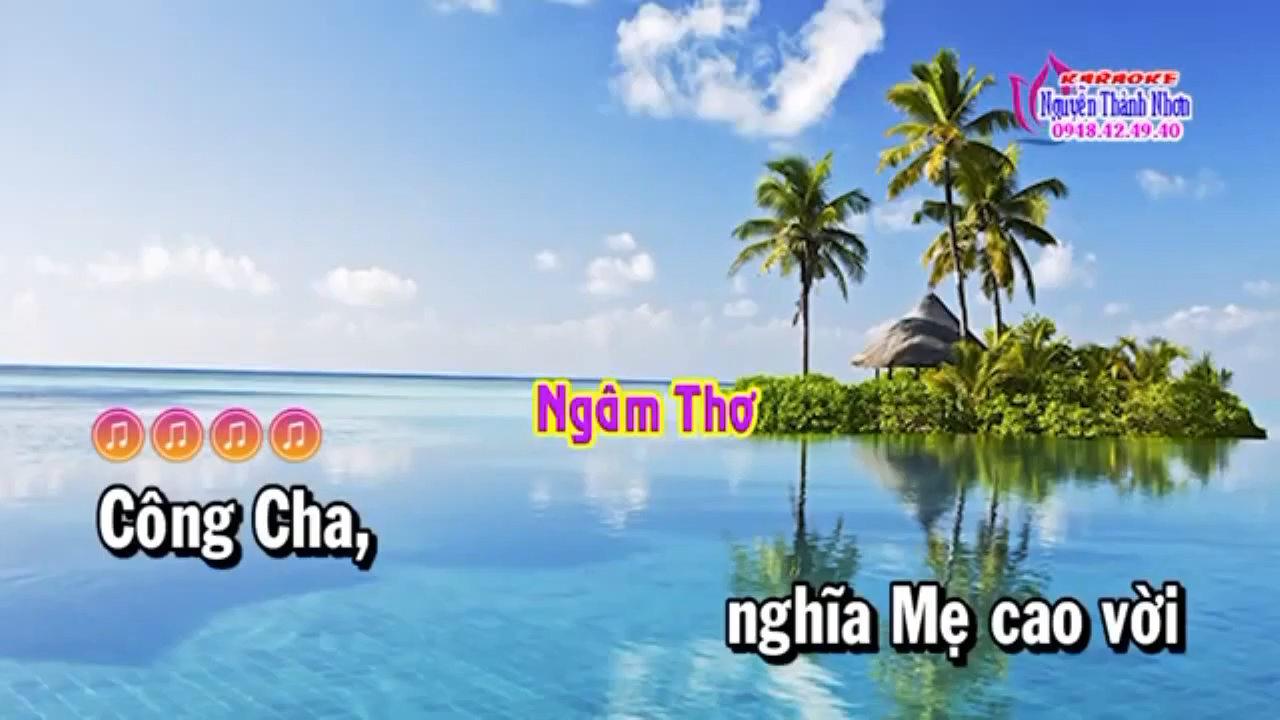 KARAOKE
Nguyễn Thành Nhơn
0948.42.49.40
Ngâm Thơ
Công Cha,
nghĩa Mẹ cao vời